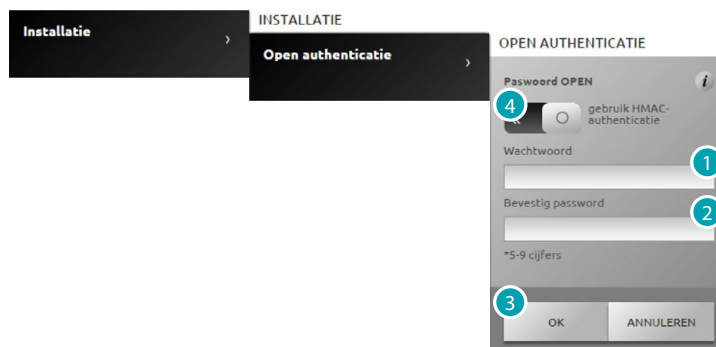 Installatie
INSTALLATIE
Open authenticatie
OPEN AUTHENTICATIE
Paswoord OPEN
i
4
gebruik HMAC-
authenticatie
Wachtwoord
1
Bevestig password
2
*5-9 cijfers
3
OK
ANNULEREN